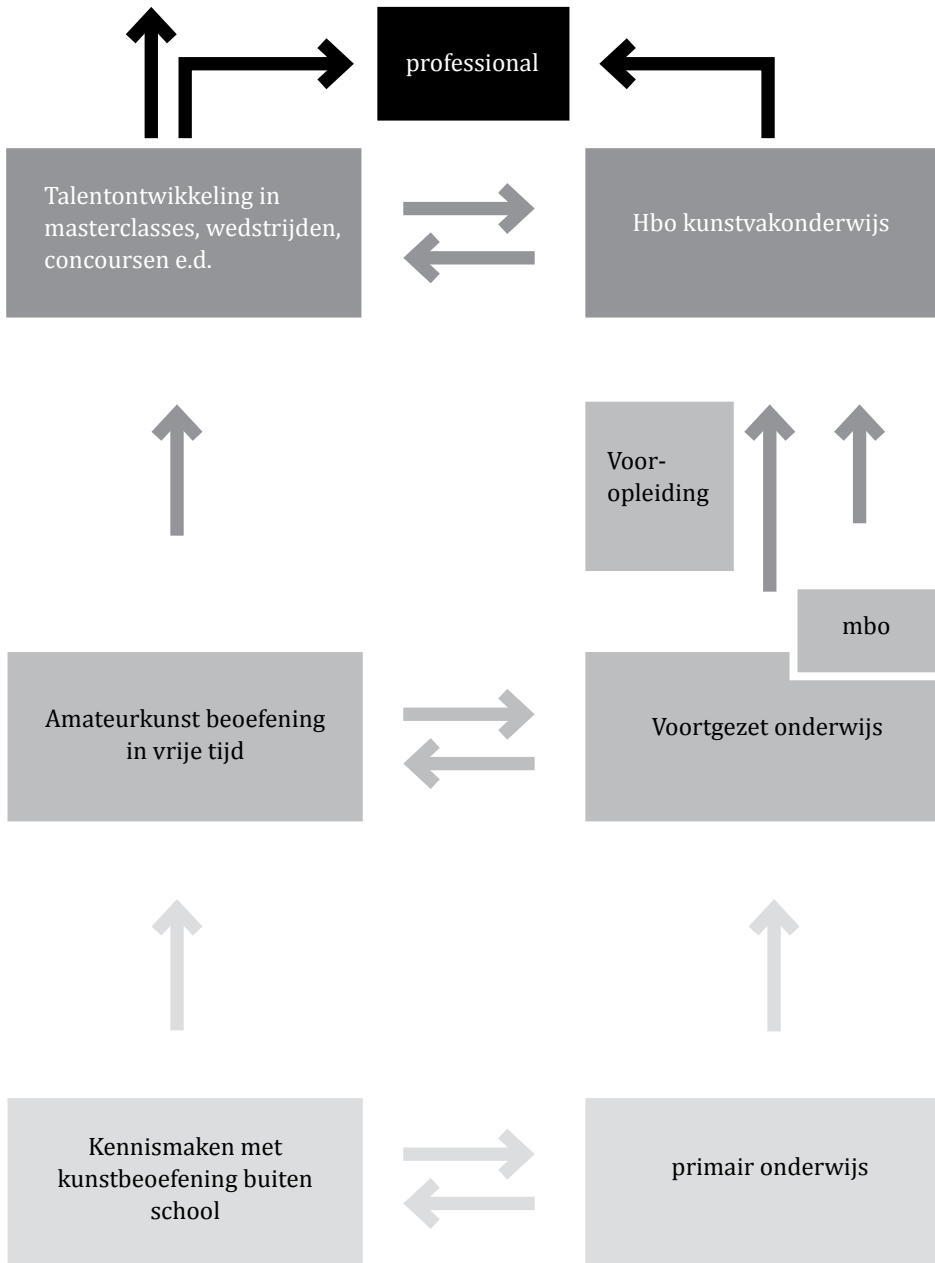 professional
Talentontwikkeling in
masterclasses, wedstrijden,
concoursen e.d.
Hbo kunstvakonderwijs
Voor-
opleiding
mbo
Amateurkunst beoefening
in vrije tijd
Voortgezet onderwijs
Kennismaken met
kunstbeoefening buiten
school
primair onderwijs